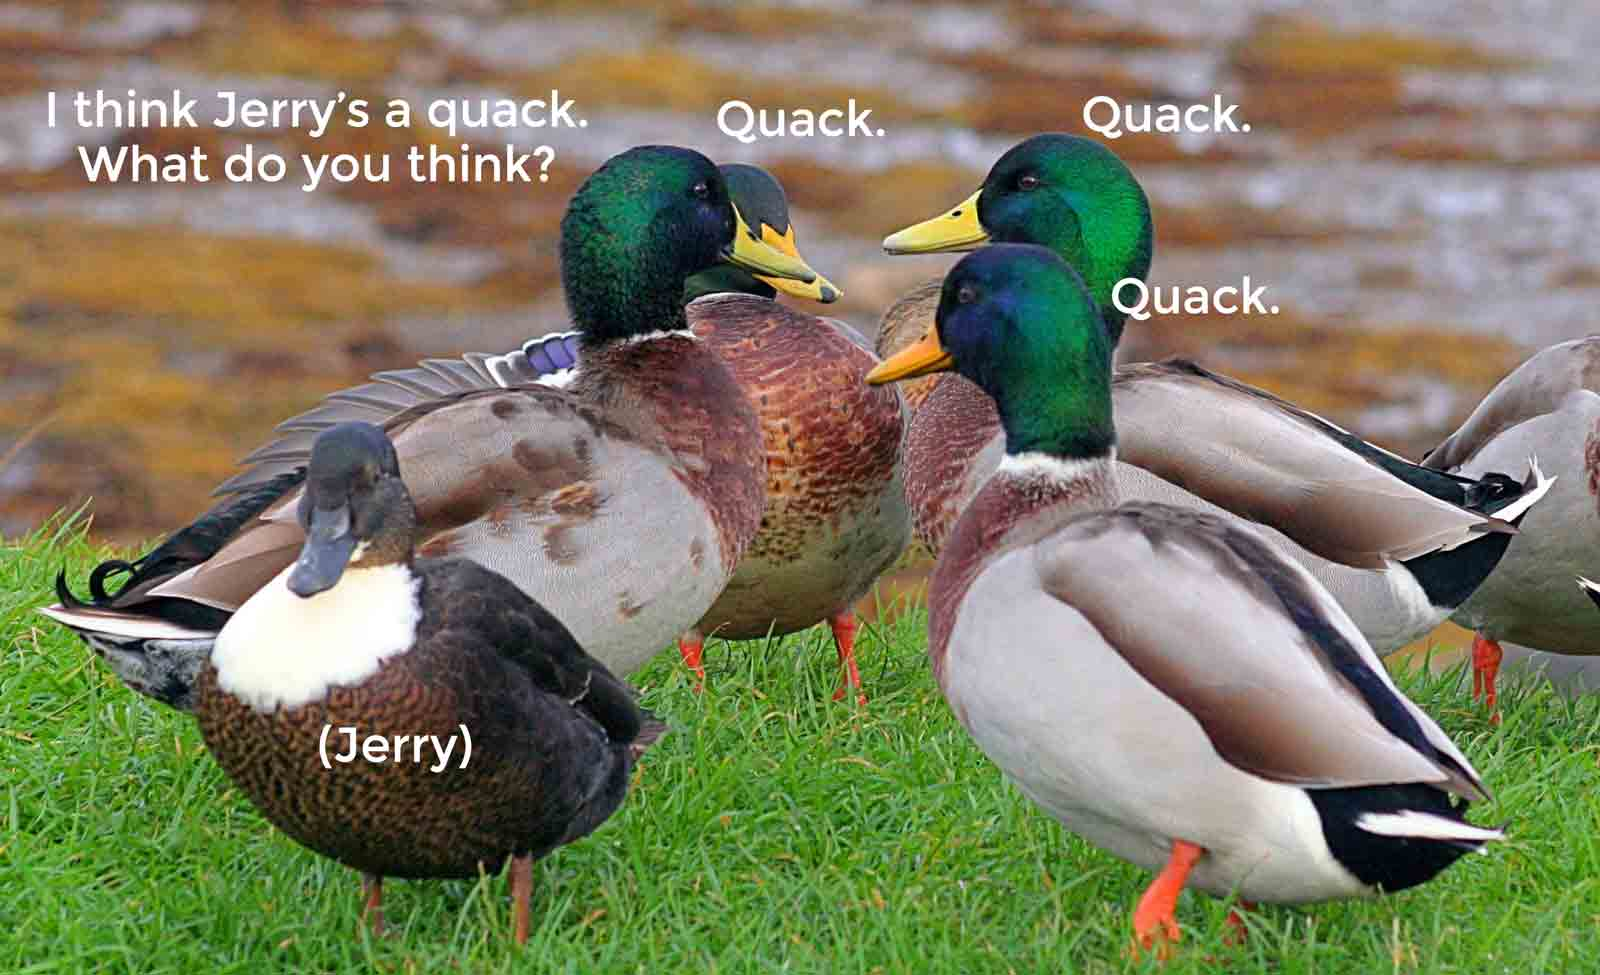 I think Jerry’s a quack.
What do you think?
Quack.
Quack.
Quack.
(Jerry)